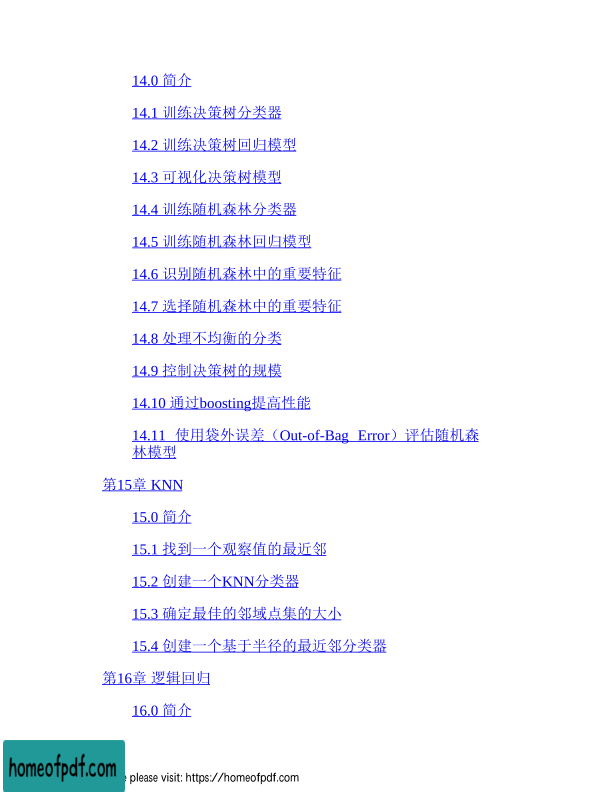 14.0 简介
14.1 训练决策树分类器
14.2 训练决策树回归模型
14.3 可视化决策树模型
14.4 训练随机森林分类器
14.5 训练随机森林回归模型
14.6 识别随机森林中的重要特征
14.7 选择随机森林中的重要特征
14.8 处理不均衡的分类
14.9 控制决策树的规模
14.10 通过boosting提高性能
14.11 使用袋外误差（Out-of-Bag Error）评估随机森
林模型
第15章 KNN
15.0 简介
15.1 找到一个观察值的最近邻
15.2 创建一个KNN分类器
15.3 确定最佳的邻域点集的大小
15.4 创建一个基于半径的最近邻分类器
第16章 逻辑回归
16.0 简介
homeofpdf.com
please visit: https://homeofpdf.com